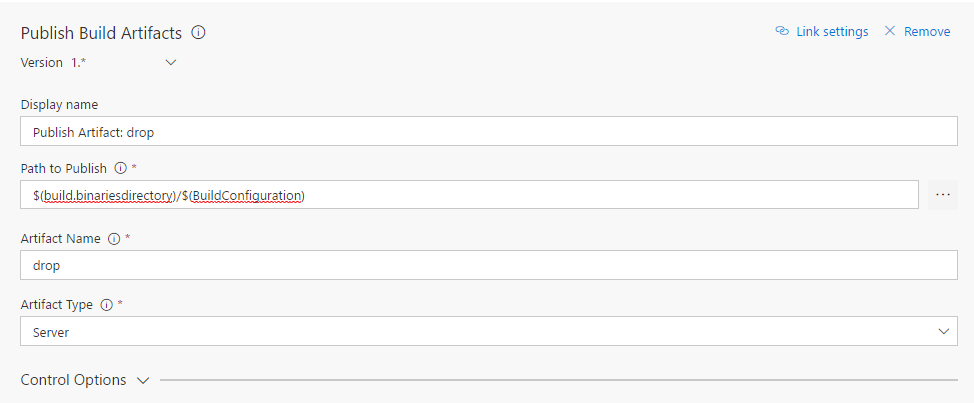 Publish Build Artifacts
Link settings
Remove
Version 1.*
Display name
Publish Artifact: drop
Path to Publish *
$(build.binariesdirectory)/$(BuildConfiguration)
...
Artifact Name *
drop
Artifact Type *
Server
Control Options